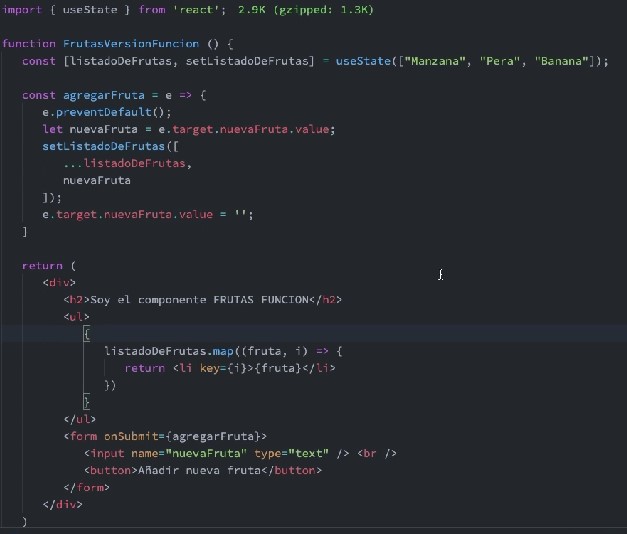 import { useState } from 'react'; 2.9K (gzipped: 1.3K)
function FrutasVersionFuncion () {
const [listadoDeFrutas, setListadoDeFrutas] = useState(["Manzana", "Pera", "Banana"]);
const agregarFruta = e => {
e.preventDefault();
let nuevaFruta = e.target.nuevaFruta.value;
setListadoDeFrutas([
...listadoDeFrutas,
nuevaFruta
]);
e.target.nuevaFruta.value = '';
}
return (
<div>
<h2>Soy el componente FRUTAS FUNCION</h2>
<ul>
{
listadoDeFrutas.map((fruta, i) => {
return <li key={i}>{fruta}</li>
})
}
</ul>
<form onSubmit={agregarFruta}>
<input name="nuevaFruta" type="text" /> <br />
<button>Añadir nueva fruta</button>
</form>
</div>
)